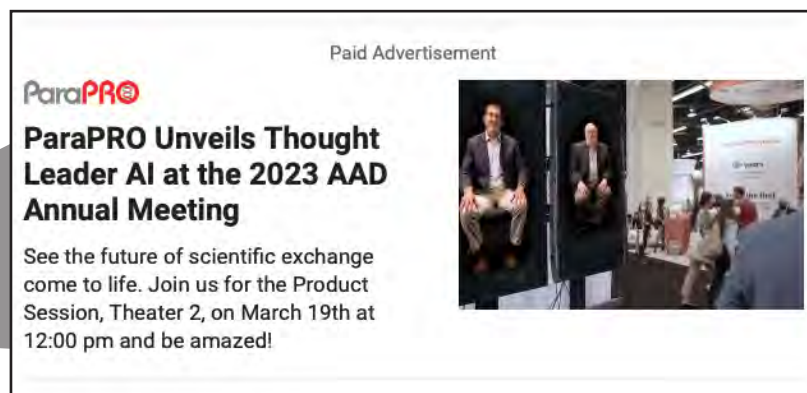 Paid Advertisement
ParaPRO
ParaPRO Unveils Thought
Leader AI at the 2023 AAD
Annual Meeting
See the future of scientific exchange
come to life. Join us for the Product
Session, Theater 2, on March 19th at
12:00 pm and be amazed!